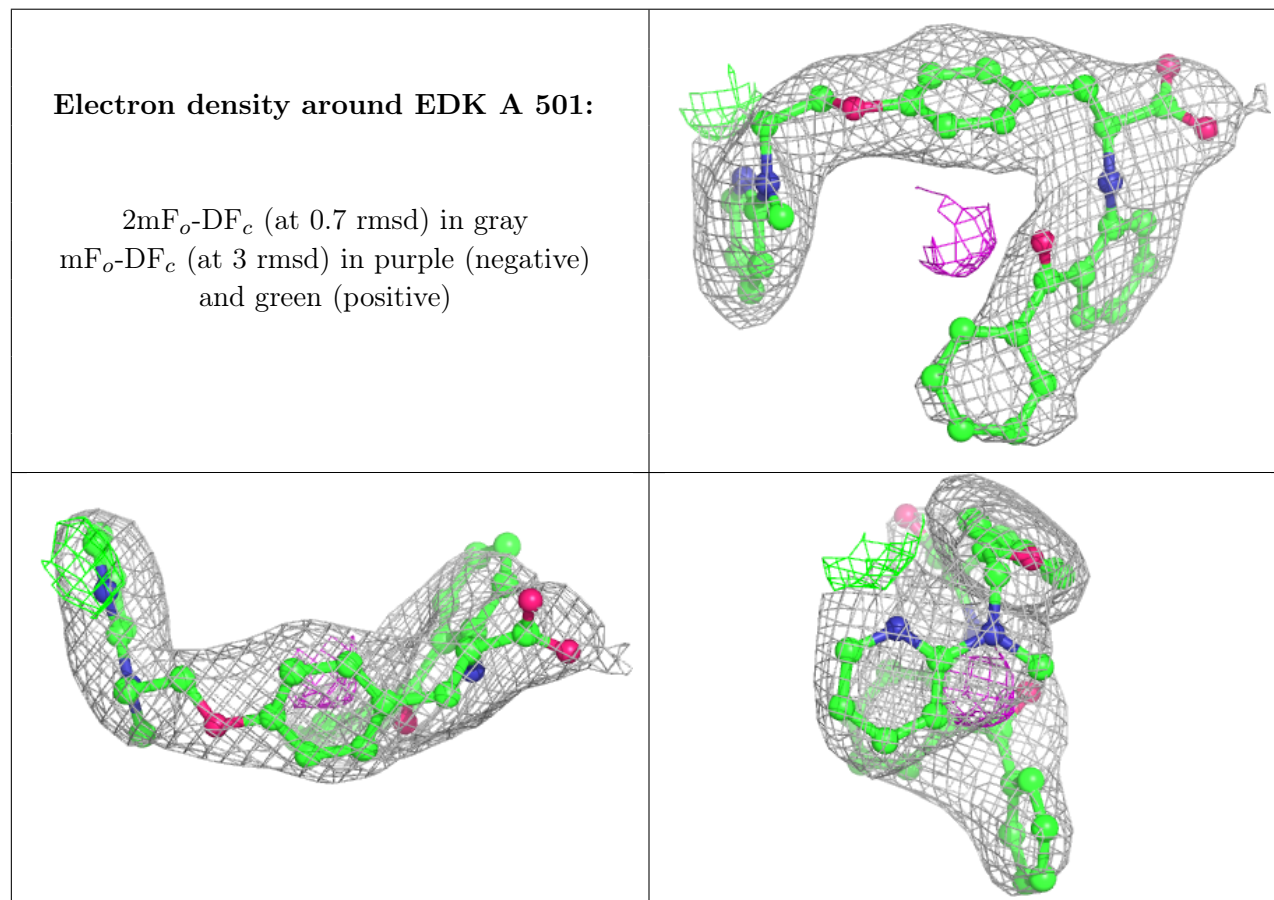 Electron density around EDK A 501:
2mFₒ-DF𝒸 (at 0.7 rmsd) in gray
mFₒ-DF𝒸 (at 3 rmsd) in purple (negative)
and green (positive)